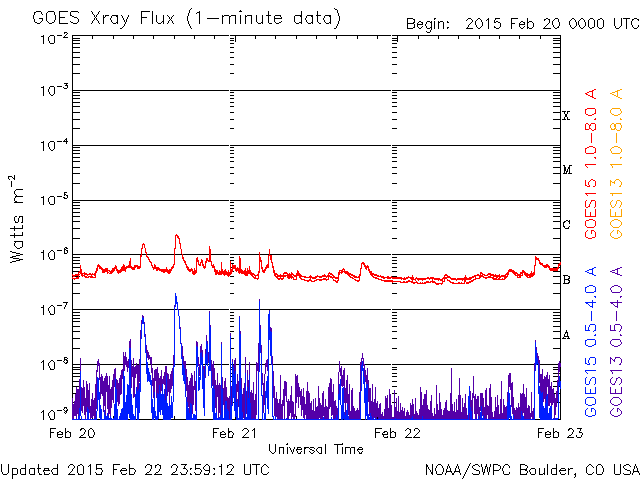 GOES Xray Flux (1-minute data)
Begin: 2015 Feb 20 0000 UTC
10⁻²
10⁻³
10⁻⁴
10⁻⁵
10⁻⁶
10⁻⁷
10⁻⁸
10⁻⁹
Watts m⁻²
X
M
C
B
A
GOES15 1.0-8.0 A
GOES13 1.0-8.0 A
GOES15 0.5-4.0 A
GOES13 0.5-4.0 A
Feb 20 Feb 21 Feb 22 Feb 23
Universal Time
Updated 2015 Feb 22 23:59:12 UTC
NOAA/SWPC Boulder, CO USA